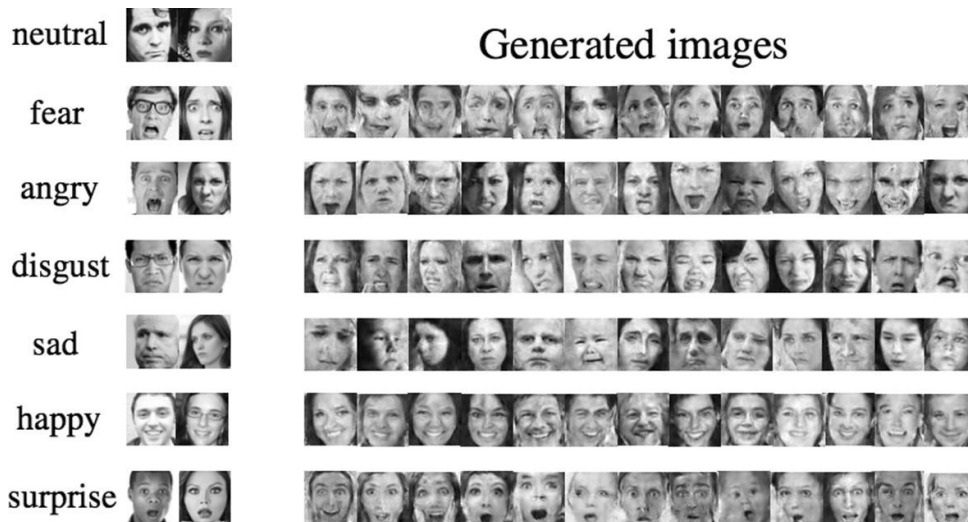 neutral
Generated images
fear
angry
disgust
sad
happy
surprise